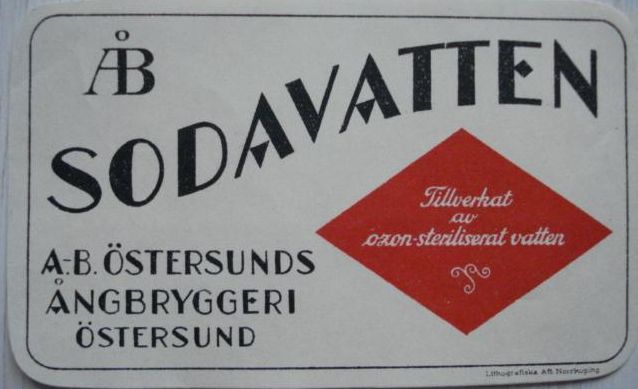 ÅB
SODAVATTEN
Tillverkat
av
ozon-steriliserat vatten
A.-B. ÖSTERSUNDS
ÅNGBRYGGERI
ÖSTERSUND
Lithografiska AB. Norrköping